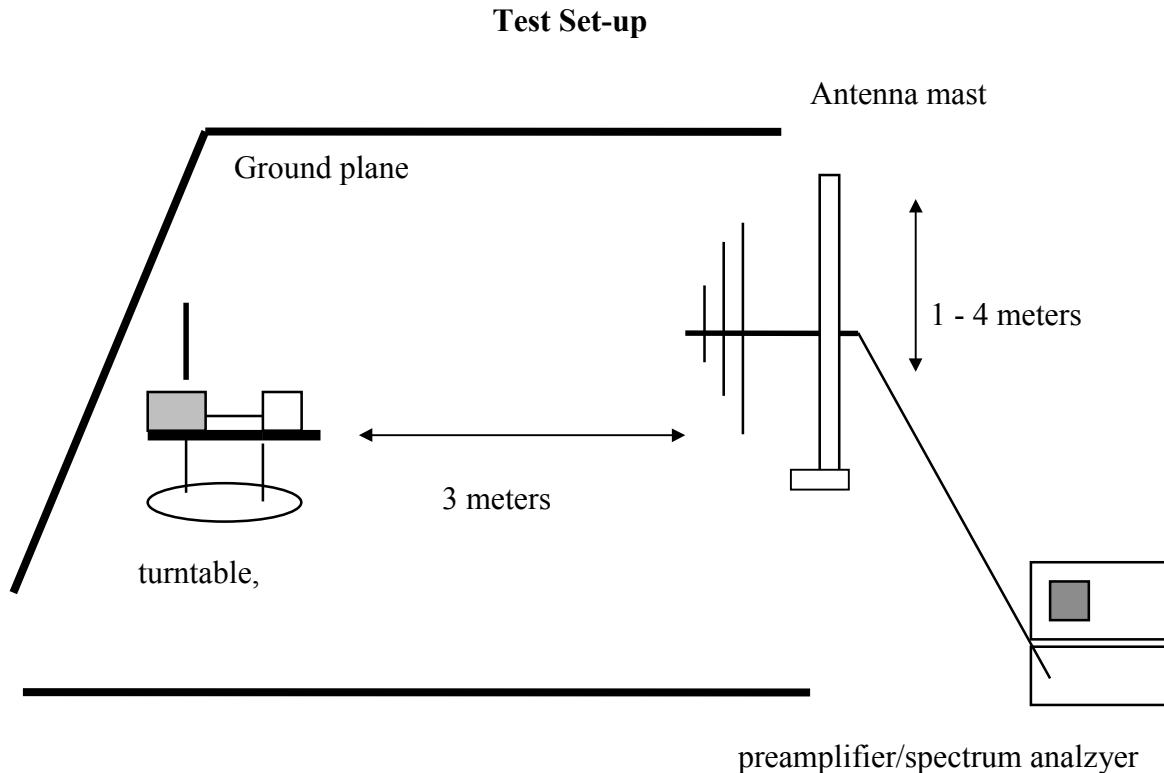 Test Set-up
Antenna mast
Ground plane
1 - 4 meters
3 meters
turntable,
preamplifier/spectrum analzyer